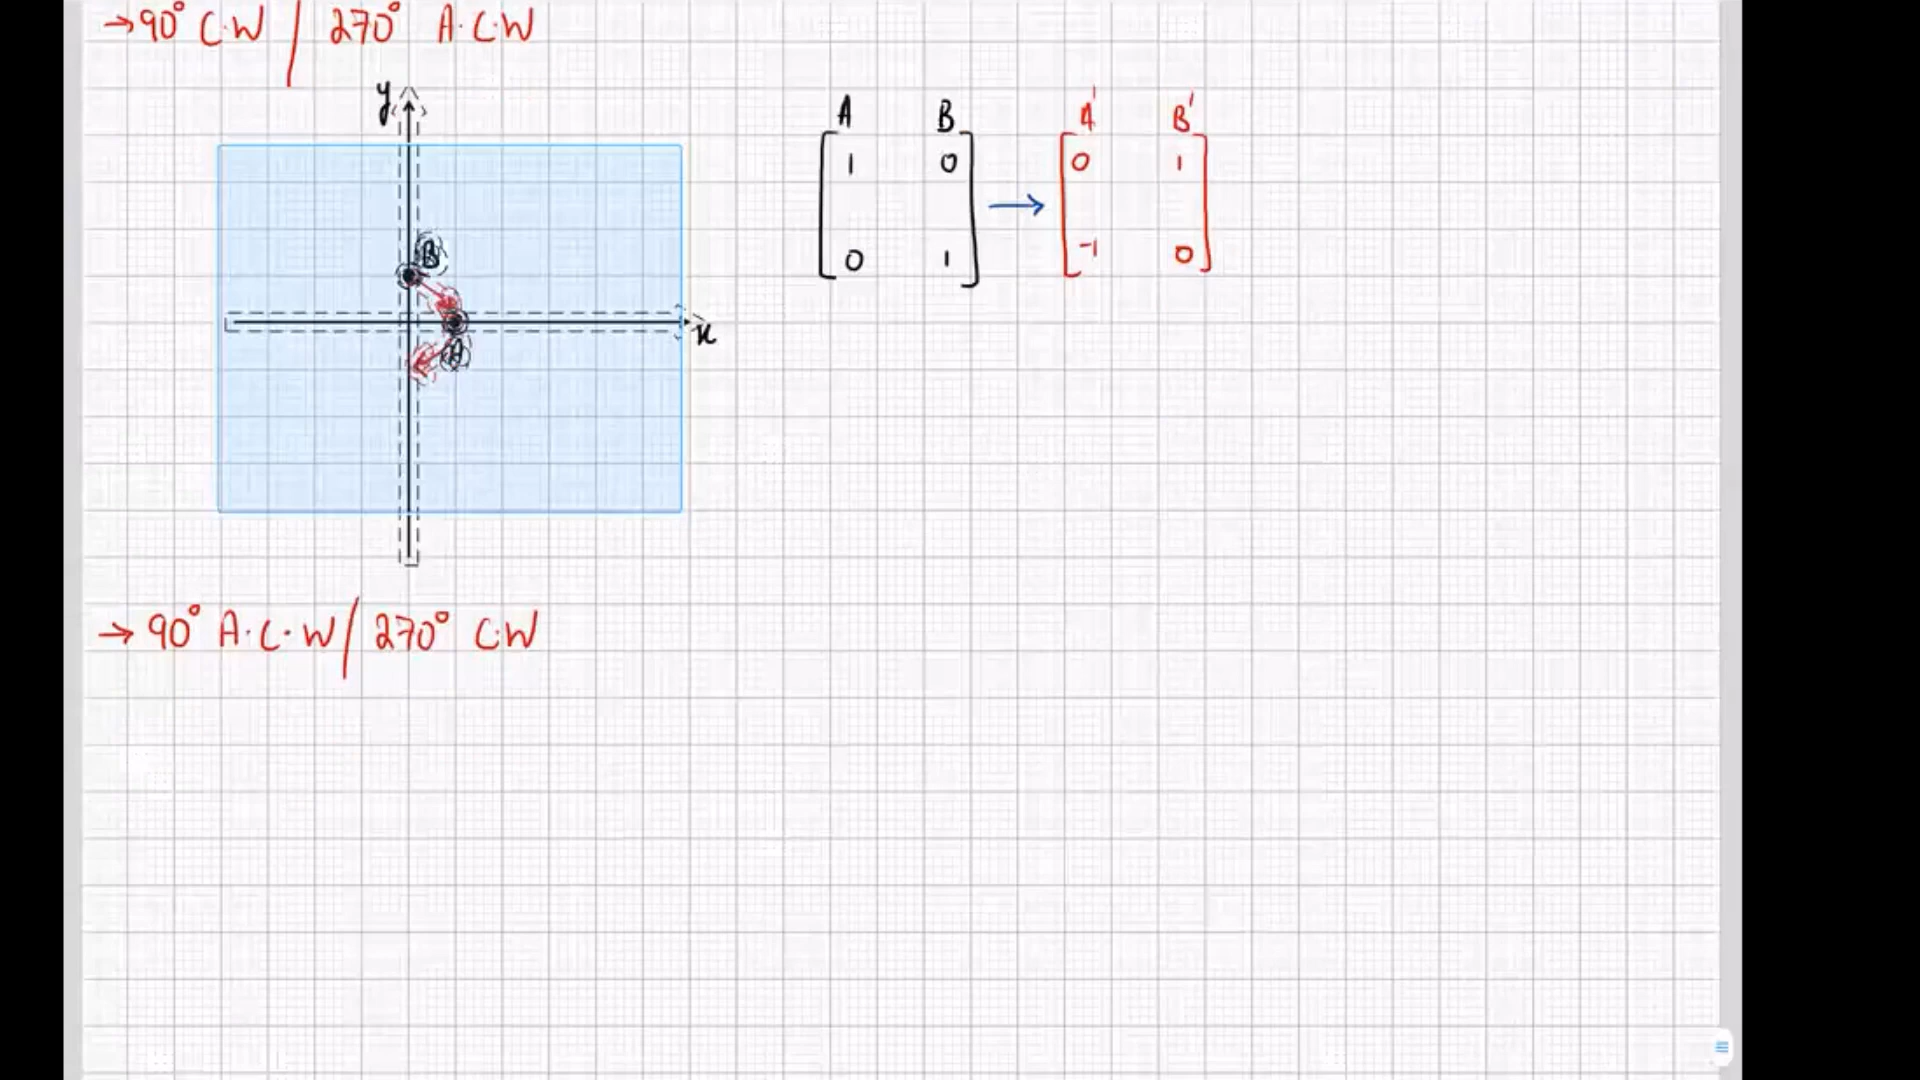 →90° C.W / 270° A.C.W
y
A B A' B'
1 0 → 0 1
0 1 -1 0
B
x
A
→ 90° A.C.W / 270° C.W